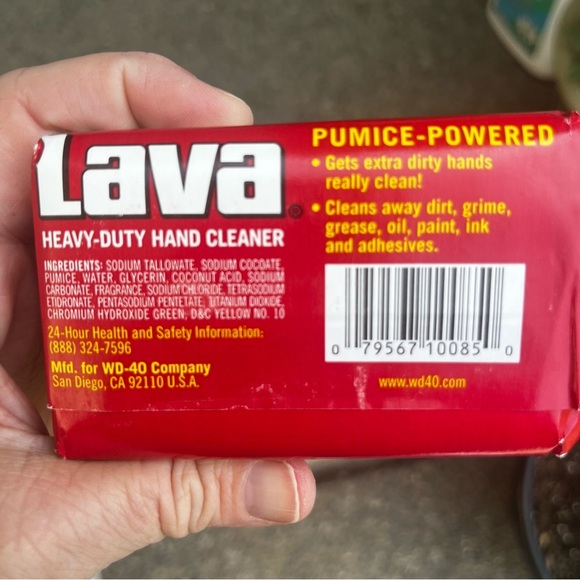 Lava®
HEAVY-DUTY HAND CLEANER
INGREDIENTS: SODIUM TALLOWATE, SODIUM COCOATE,
PUMICE, WATER, GLYCERIN, COCONUT ACID, SODIUM
CARBONATE, FRAGRANCE, SODIUM CHLORIDE, TETRASODIUM
ETIDRONATE, PENTASODIUM PENTETATE, TITANIUM DIOXIDE,
CHROMIUM HYDROXIDE GREEN, D&C YELLOW NO. 10
24-Hour Health and Safety Information:
(888) 324-7596
Mfd. for WD-40 Company
San Diego, CA 92110 U.S.A.
PUMICE-POWERED
• Gets extra dirty hands
really clean!
• Cleans away dirt, grime,
grease, oil, paint, ink
and adhesives.
0 79567 10085 0
www.wd40.com